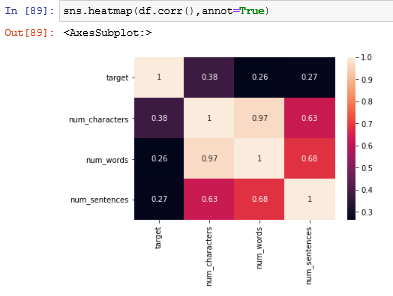 In [89]: sns.heatmap(df.corr(),annot=True)
Out[89]: <AxesSubplot:>
1.0
target 1 0.38 0.26 0.27
0.9
0.8
num_characters 0.38 1 0.97 0.63
0.7
0.6
num_words 0.26 0.97 1 0.68
0.5
0.4
num_sentences 0.27 0.63 0.68 1
0.3
target num_characters num_words num_sentences